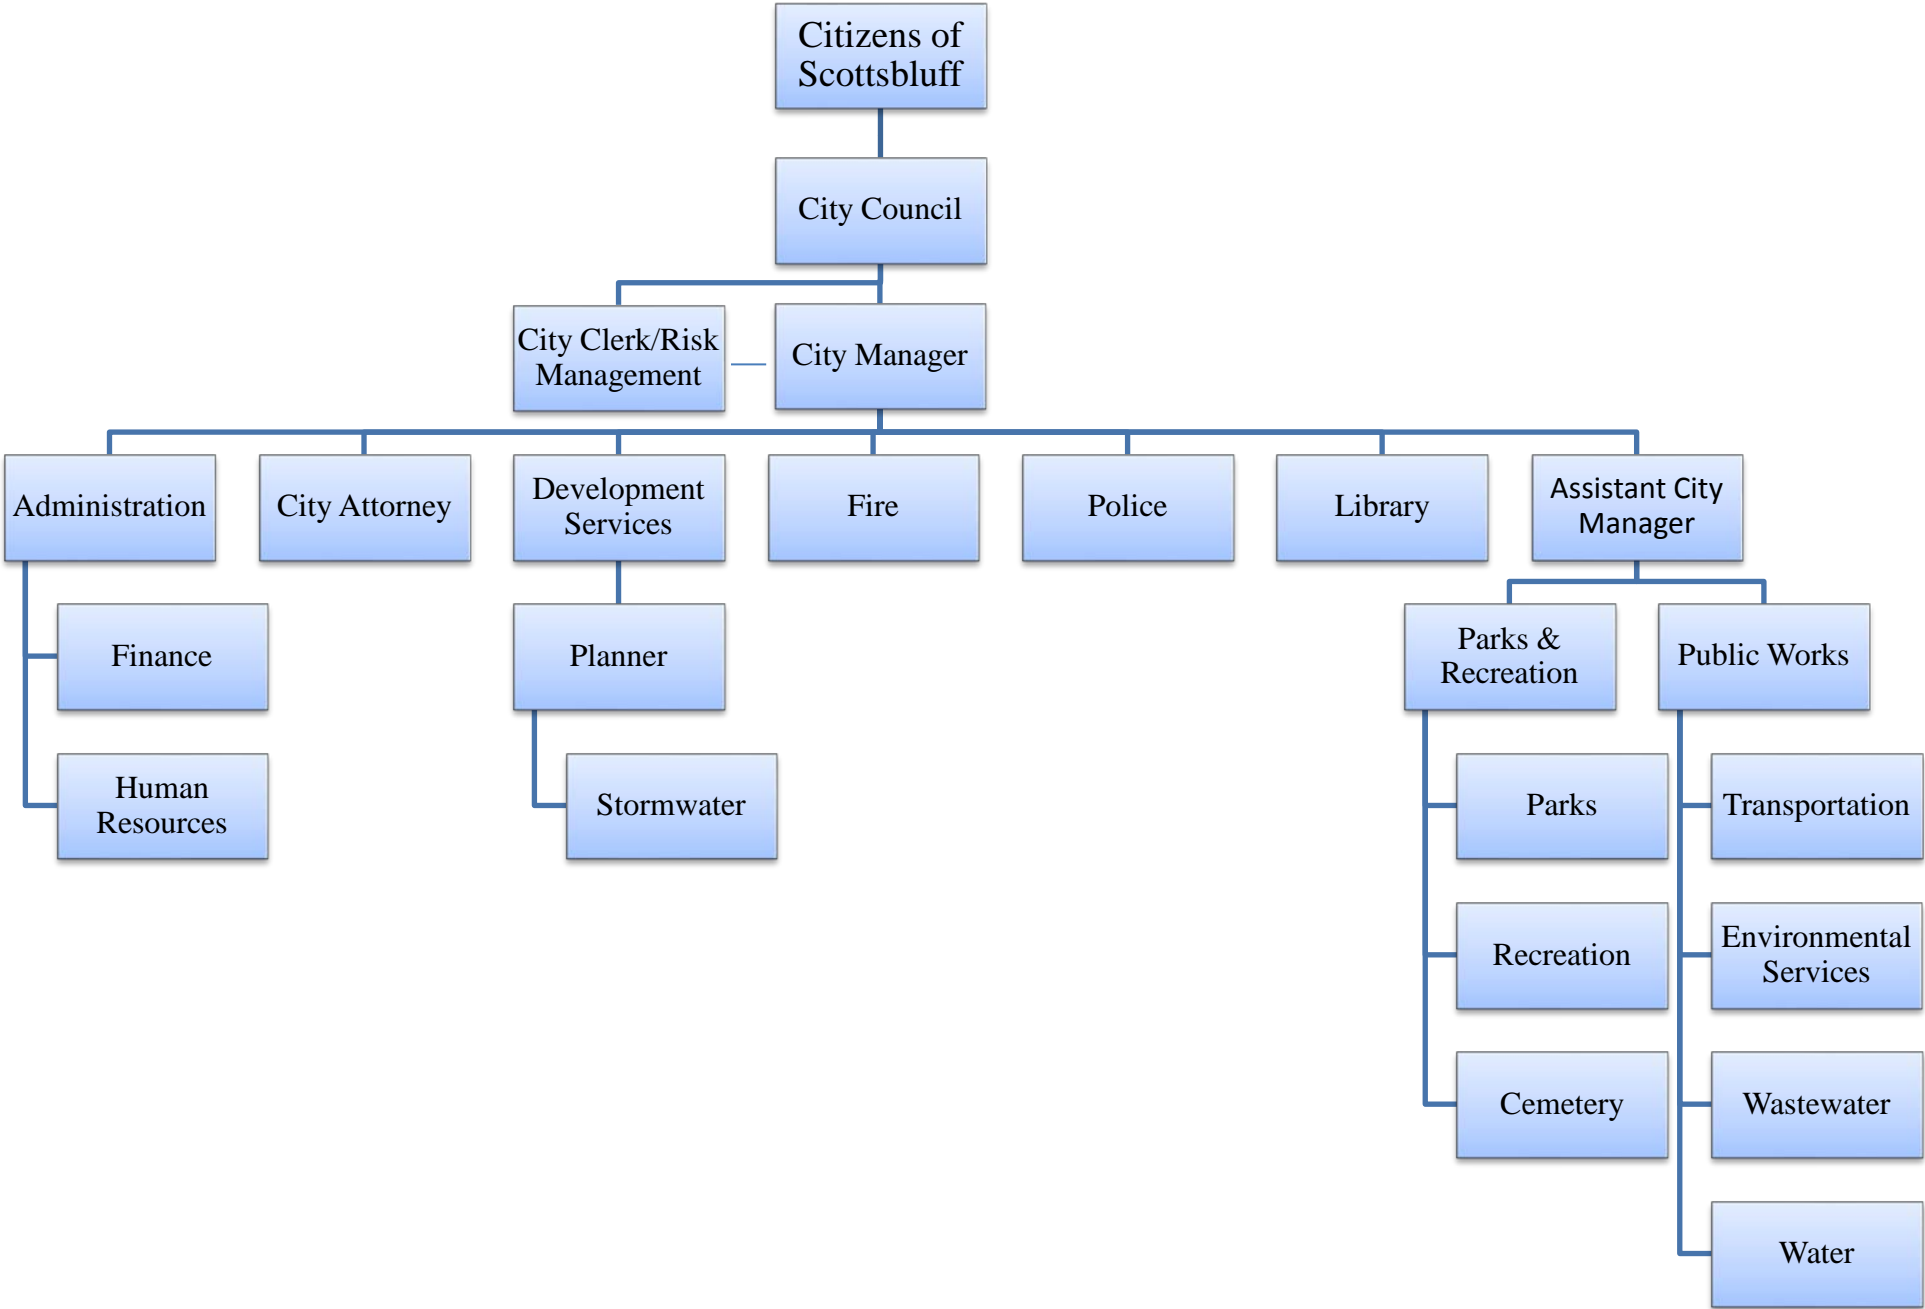 Citizens of
Scottsbluff
City Council
City Clerk/Risk
Management
City Manager
Administration
City Attorney
Development
Services
Fire
Police
Library
Assistant City
Manager
Finance
Planner
Parks &
Recreation
Public Works
Human
Resources
Stormwater
Parks
Transportation
Recreation
Environmental
Services
Cemetery
Wastewater
Water